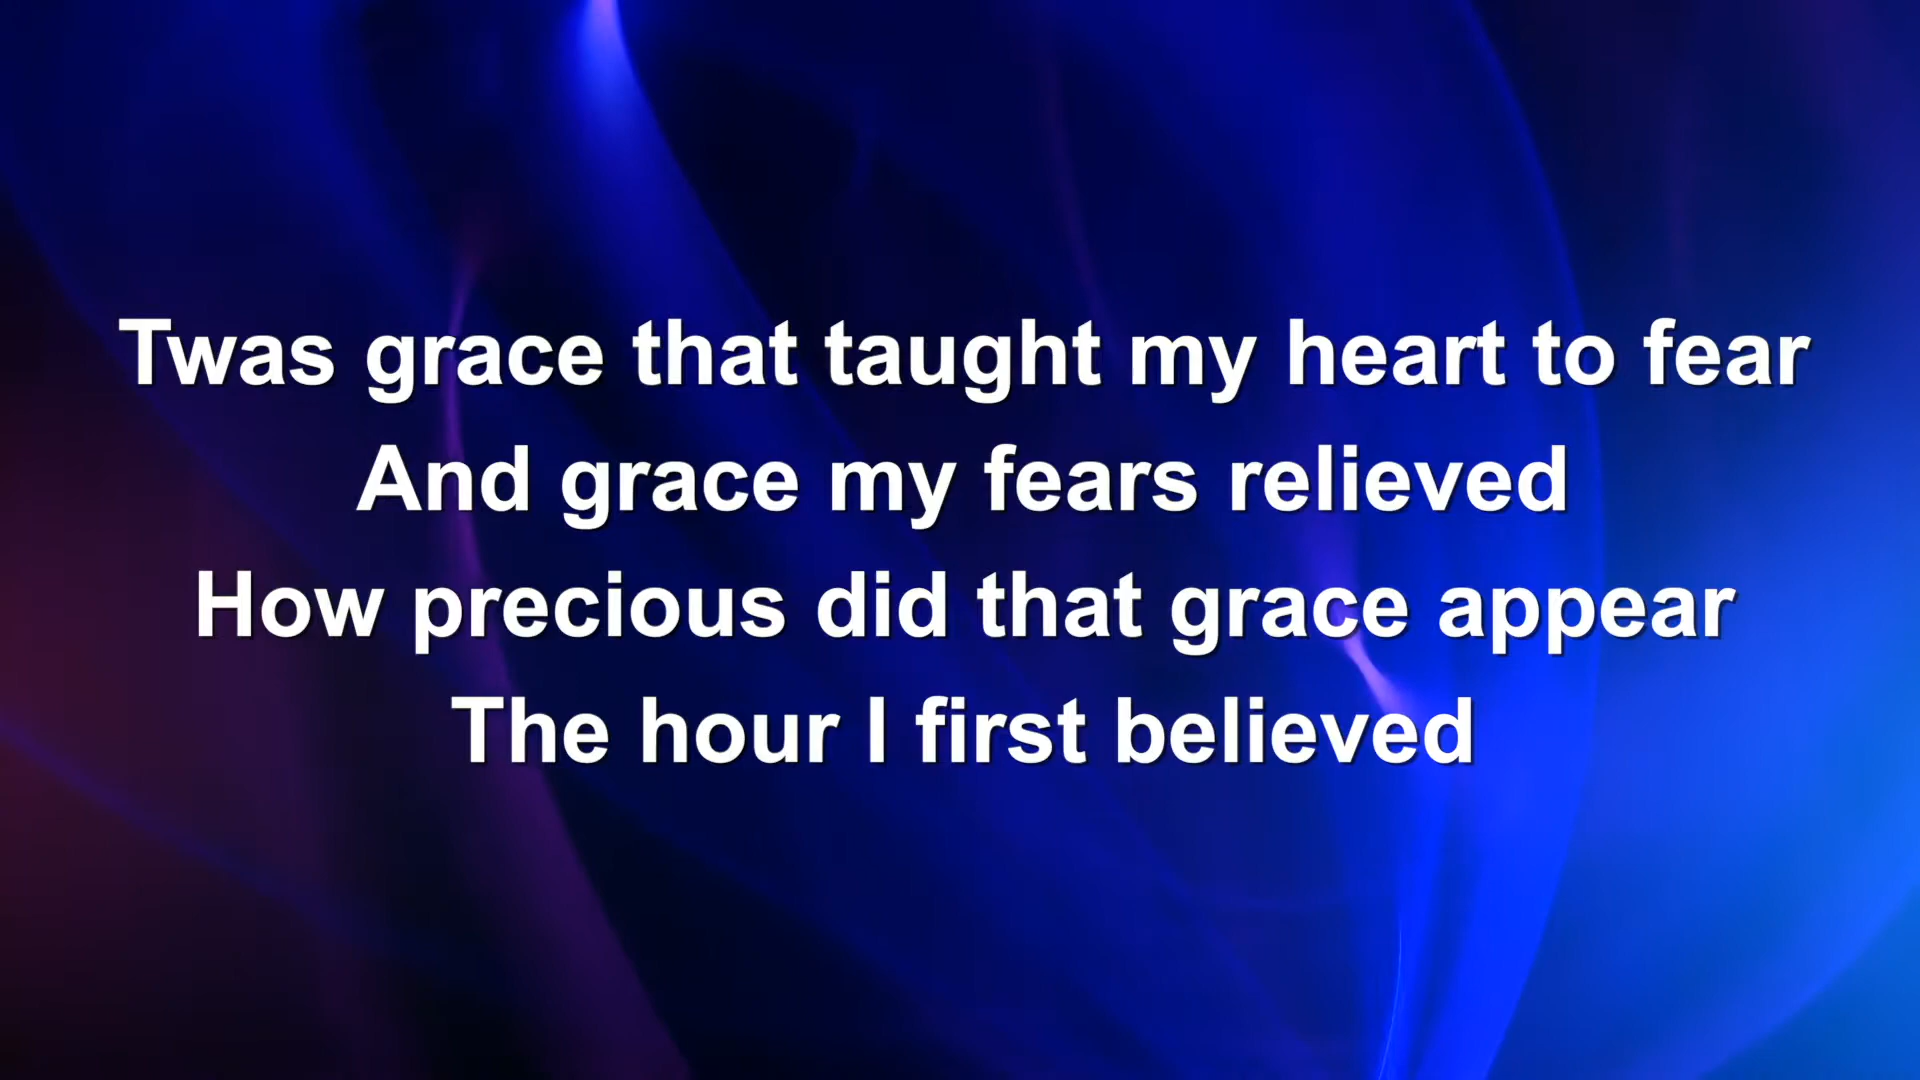 Twas grace that taught my heart to fear
And grace my fears relieved
How precious did that grace appear
The hour I first believed